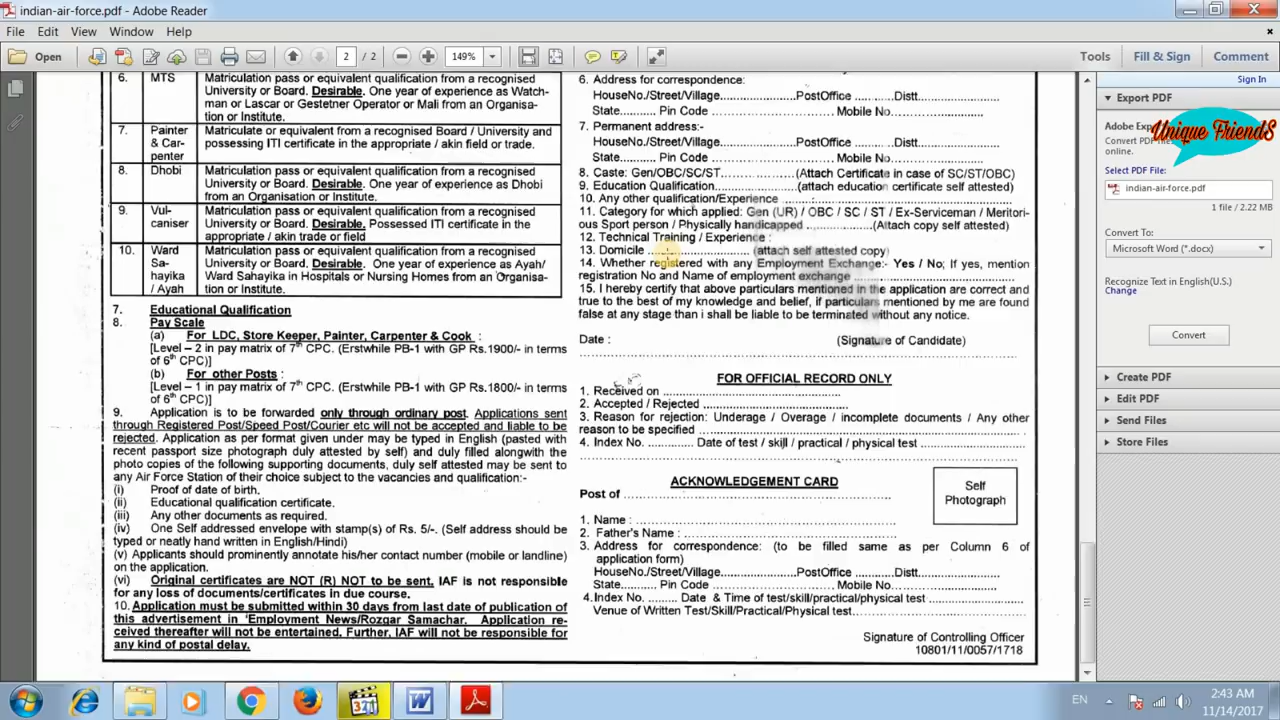 indian-air-force.pdf - Adobe Reader
File Edit View Window Help
Open 2 / 2 149% Tools Fill & Sign Comment
6. MTS Matriculation pass or equivalent qualification from a recognised
University or Board. Desirable. One year of experience as Watch-
man or Lascar or Gestetner Operator or Mali from an Organisa-
tion or Institute.
7. Painter Matriculate or equivalent from a recognised Board / University and
& Car- possessing ITI certificate in the appropriate / akin field or trade.
penter
8. Dhobi Matriculation pass or equivalent qualification from a recognised
University or Board. Desirable. One year of experience as Dhobi
from an Organisation or Institute.
9. Vul- Matriculation pass or equivalent qualification from a recognised
caniser University or Board. Desirable. Possessed ITI certificate in the
appropriate / akin trade or field
10. Ward Matriculation pass or equivalent qualification from a recognised
Sa- University or Board. Desirable. One year of experience as Ayah/
hayika Ward Sahayika in Hospitals or Nursing Homes from an Organisa-
/ Ayah tion or Institute.
7. Educational Qualification
8. Pay Scale
(a) For LDC, Store Keeper, Painter, Carpenter & Cook :
[Level – 2 in pay matrix of 7th CPC. (Erstwhile PB-1 with GP Rs.1900/- in terms
of 6th CPC)]
(b) For other Posts :
[Level – 1 in pay matrix of 7th CPC. (Erstwhile PB-1 with GP Rs.1800/- in terms
of 6th CPC)]
9. Application is to be forwarded only through ordinary post. Applications sent
through Registered Post/Speed Post/Courier etc will not be accepted and liable to be
rejected. Application as per format given under may be typed in English (pasted with
recent passport size photograph duly attested by self) and duly filled alongwith the
photo copies of the following supporting documents, duly self attested may be sent to
any Air Force Station of their choice subject to the vacancies and qualification:-
(i) Proof of date of birth.
(ii) Educational qualification certificate.
(iii) Any other documents as required.
(iv) One Self addressed envelope with stamp(s) of Rs. 5/-. (Self address should be
typed or neatly hand written in English/Hindi)
(v) Applicants should prominently annotate his/her contact number (mobile or landline)
on the application.
(vi) Original certificates are NOT (R) NOT to be sent. IAF is not responsible
for any loss of documents/certificates in due course.
10. Application must be submitted within 30 days from last date of publication of
this advertisement in 'Employment News/Rozgar Samachar. Application re-
ceived thereafter will not be entertained. Further, IAF will not be responsible for
any kind of postal delay.
6. Address for correspondence:
HouseNo./Street/Village......................PostOffice ..........Distt......................
State........... Pin Code ......................... Mobile No...........................
7. Permanent address:-
HouseNo./Street/Village......................PostOffice ..........Distt......................
State........... Pin Code ......................... Mobile No...........................
8. Caste: Gen/OBC/SC/ST.................. (Attach Certificate in case of SC/ST/OBC)
9. Education Qualification..................... (attach education certificate self attested)
10. Any other qualification/Experience ............................
11. Category for which applied: Gen (UR) / OBC / SC / ST / Ex-Serviceman / Meritori-
ous Sport person / Physically handicapped ................(Attach copy self attested)
12. Technical Training / Experience :
13. Domicile .......................... (attach self attested copy)
14. Whether registered with any Employment Exchange:- Yes / No; If yes, mention
registration No and Name of employment exchange
15. I hereby certify that above particulars mentioned in the application are correct and
true to the best of my knowledge and belief, if particulars mentioned by me are found
false at any stage than i shall be liable to be terminated without any notice.
Date : (Signature of Candidate)
FOR OFFICIAL RECORD ONLY
1. Received on ............................................
2. Accepted / Rejected ..................................
3. Reason for rejection: Underage / Overage / incomplete documents / Any other
reason to be specified ..............................................................
4. Index No. ........... Date of test / skill / practical / physical test ..........................
ACKNOWLEDGEMENT CARD
Self
Photograph
Post of ................................................................
1. Name : ................................................................
2. Father's Name : ....................................................
3. Address for correspondence: (to be filled same as per Column 6 of
application form)
HouseNo./Street/Village......................PostOffice ..........Distt......................
State........... Pin Code ......................... Mobile No...........................
4.Index No. ........ Date & Time of test/skill/practical/physical test ........................
Venue of Written Test/Skill/Practical/Physical test.....................................
Signature of Controlling Officer
10801/11/0057/1718
Sign In
Export PDF
Adobe Exp
Convert PDF
online.
Unique FriendS
Select PDF File:
indian-air-force.pdf
1 file / 2.22 MB
Convert To:
Microsoft Word (*.docx)
Recognize Text in English(U.S.)
Change
Convert
Create PDF
Edit PDF
Send Files
Store Files
321
EN
2:43 AM
11/14/2017